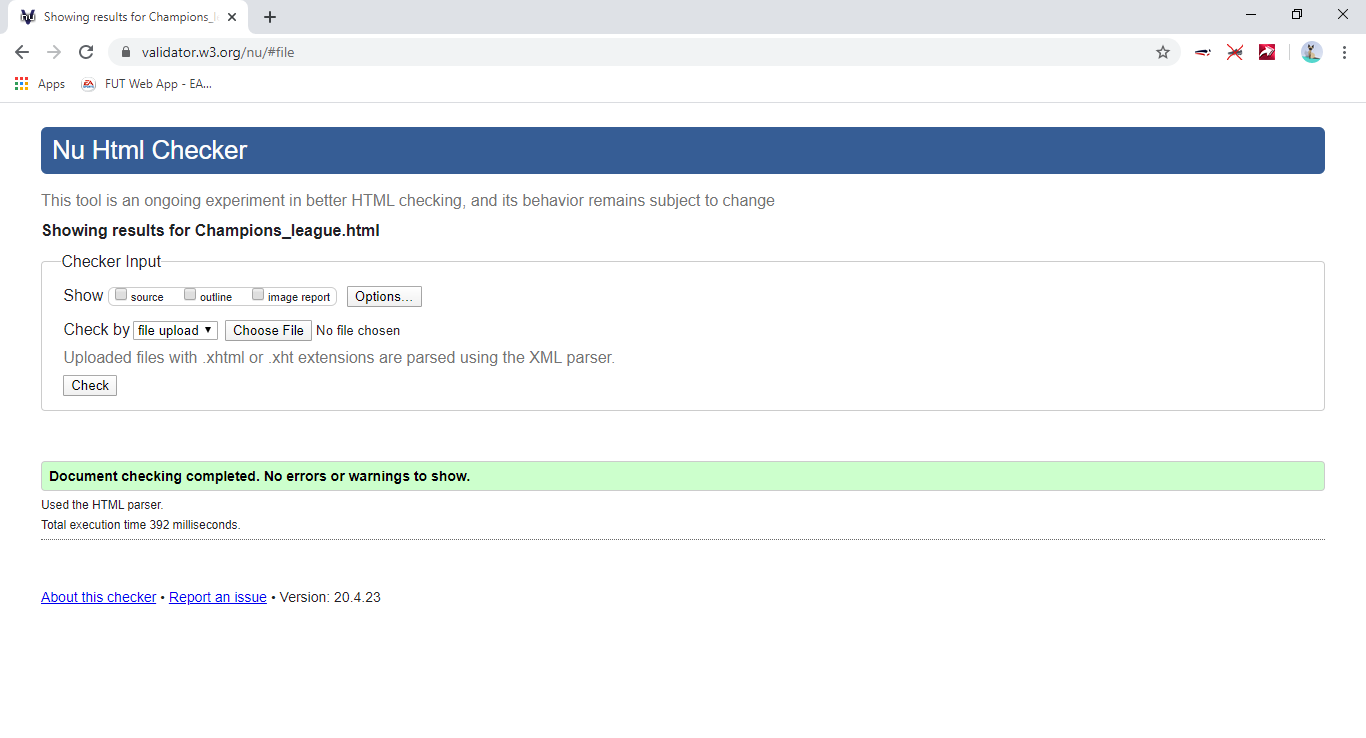 Showing results for Champions_l
validator.w3.org/nu/#file
Apps FUT Web App - EA...
Nu Html Checker
This tool is an ongoing experiment in better HTML checking, and its behavior remains subject to change
Showing results for Champions_league.html
Checker Input
Show source outline image report Options...
Check by file upload Choose File No file chosen
Uploaded files with .xhtml or .xht extensions are parsed using the XML parser.
Check
Document checking completed. No errors or warnings to show.
Used the HTML parser.
Total execution time 392 milliseconds.
About this checker • Report an issue • Version: 20.4.23